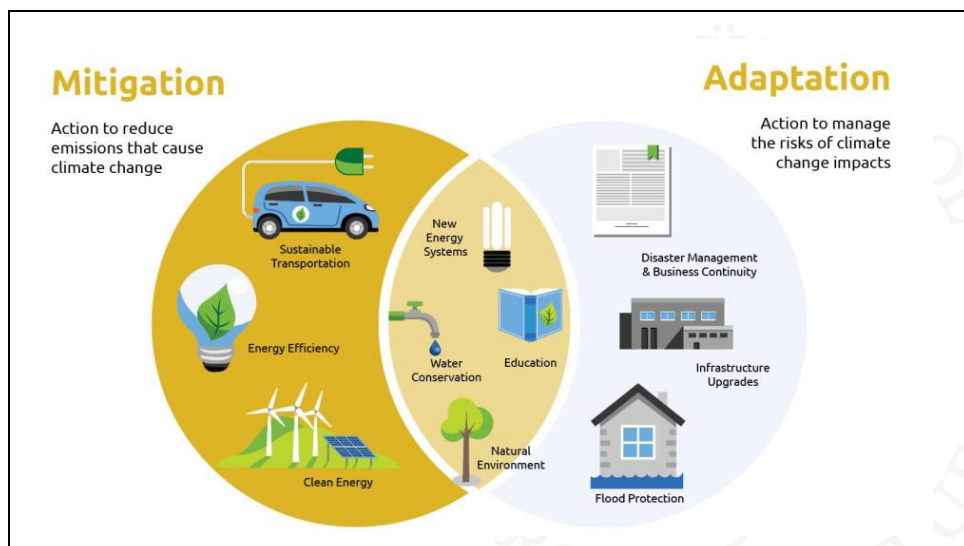 Mitigation
Action to reduce
emissions that cause
climate change
Adaptation
Action to manage
the risks of climate
change impacts
Sustainable
Transportation
Energy Efficiency
Clean Energy
New
Energy
Systems
Water
Conservation
Education
Natural
Environment
Disaster Management
& Business Continuity
Infrastructure
Upgrades
Flood Protection